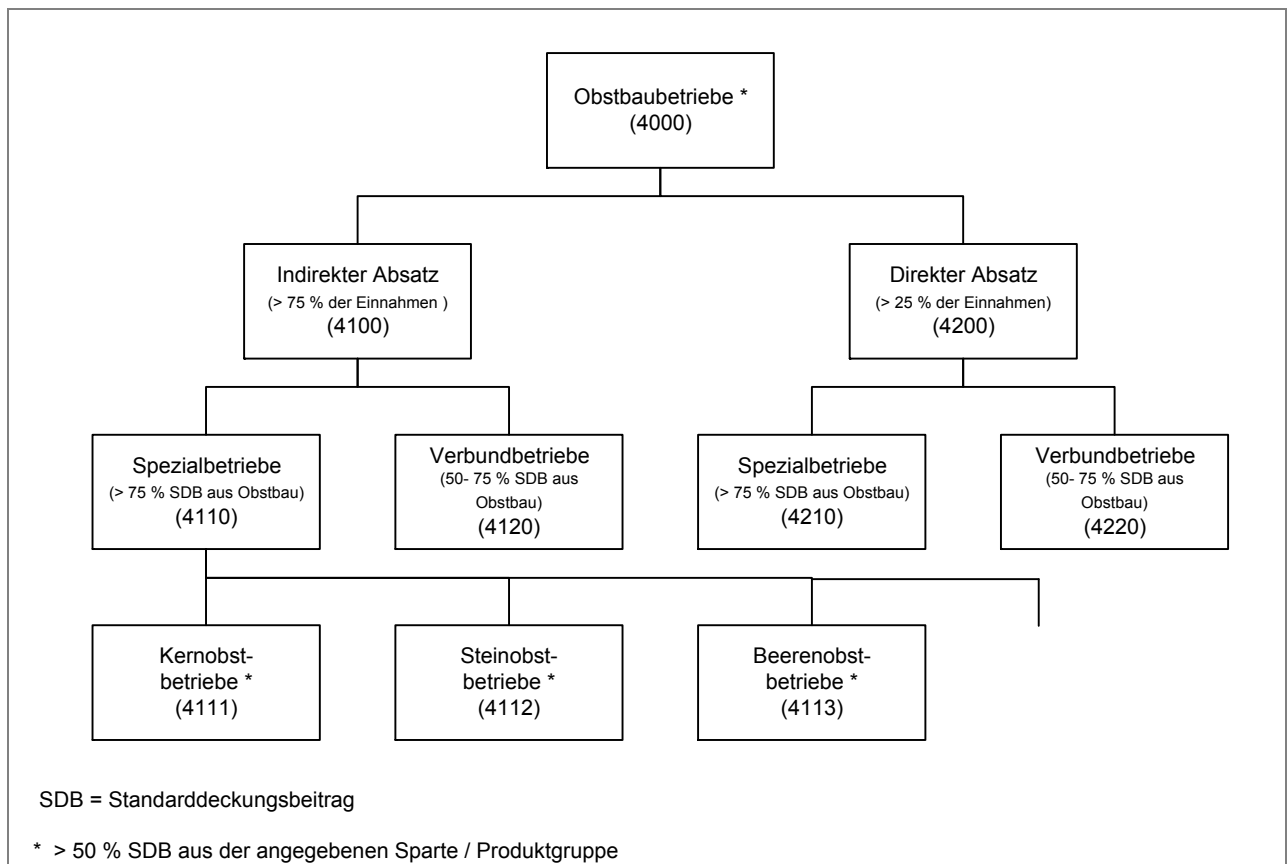 Obstbaubetriebe *
(4000)
Indirekter Absatz
(> 75 % der Einnahmen )
(4100)
Direkter Absatz
(> 25 % der Einnahmen)
(4200)
Spezialbetriebe
(> 75 % SDB aus Obstbau)
(4110)
Verbundbetriebe
(50- 75 % SDB aus
Obstbau)
(4120)
Spezialbetriebe
(> 75 % SDB aus Obstbau)
(4210)
Verbundbetriebe
(50- 75 % SDB aus
Obstbau)
(4220)
Kernobst-
betriebe *
(4111)
Steinobst-
betriebe *
(4112)
Beerenobst-
betriebe *
(4113)
SDB = Standarddeckungsbeitrag
* > 50 % SDB aus der angegebenen Sparte / Produktgruppe